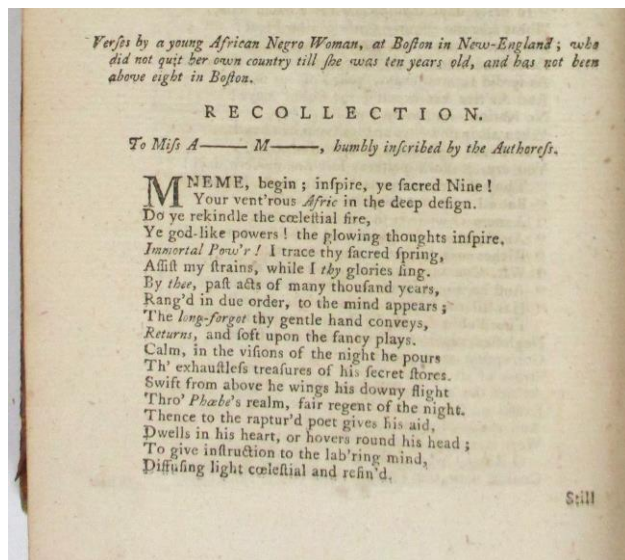 Verſes by a young African Negro Woman, at Boſton in New-England; who
did not quit her own country till ſhe was ten years old, and has not been
above eight in Boſton.
RECOLLECTION.
To Miſs A—— M——, humbly inſcribed by the Authoreſs.
MNEME, begin; inſpire, ye ſacred Nine!
Your vent'rous Afric in the deep deſign.
Do ye rekindle the cœleſtial fire,
Ye god-like powers! the glowing thoughts inſpire,
Immortal Pow'r! I trace thy ſacred ſpring,
Aſſiſt my ſtrains, while I thy glories ſing.
By thee, paſt acts of many thouſand years,
Rang'd in due order, to the mind appears;
The long-forgot thy gentle hand conveys,
Returns, and ſoft upon the fancy plays.
Calm, in the viſions of the night he pours
Th' exhauſtleſs treaſures of his ſecret ſtores.
Swift from above he wings his downy flight
Thro' Phœbe's realm, fair regent of the night.
Thence to the raptur'd poet gives his aid,
Dwells in his heart, or hovers round his head;
To give inſtruction to the lab'ring mind,
Diffuſing light cœleſtial and refin'd.
Still